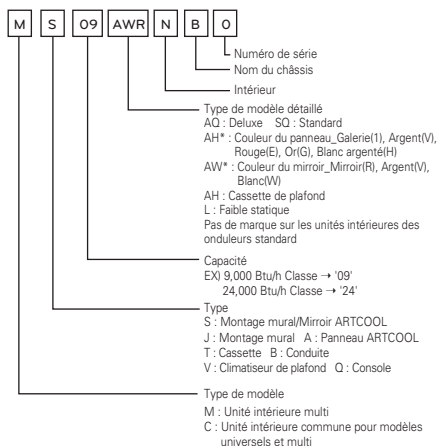 M S 09 AWR N B 0
Numéro de série
Nom du châssis
Intérieur
Type de modèle détaillé
AQ : Deluxe SQ : Standard
AH* : Couleur du panneau_Galerie(1), Argent(V),
Rouge(E), Or(G), Blanc argenté(H)
AW* : Couleur du mirroir_Mirroir(R), Argent(V),
Blanc(W)
AH : Cassette de plafond
L : Faible statique
Pas de marque sur les unités intérieures des
onduleurs standard
Capacité
EX) 9,000 Btu/h Classe → '09'
24,000 Btu/h Classe → '24'
Type
S : Montage mural/Mirroir ARTCOOL
J : Montage mural A : Panneau ARTCOOL
T : Cassette B : Conduite
V : Climatiseur de plafond Q : Console
Type de modèle
M : Unité intérieure multi
C : Unité intérieure commune pour modèles
universels et multi